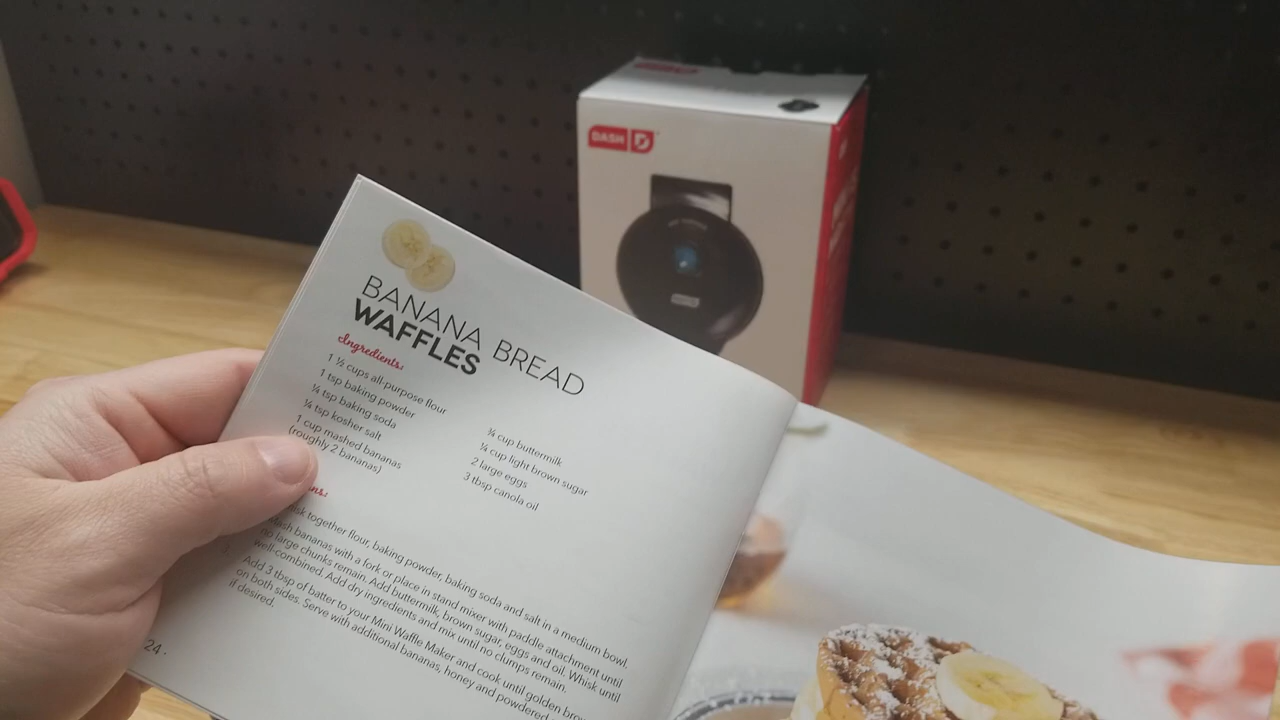 DASH D
BANANA BREAD
WAFFLES
Ingredients:
1 ½ cups all-purpose flour
1 tsp baking powder
¼ tsp baking soda
¼ tsp kosher salt
1 cup mashed bananas
(roughly 2 bananas)
¾ cup buttermilk
¼ cup light brown sugar
2 large eggs
3 tbsp canola oil
together flour, baking powder, baking soda and salt in a medium bowl.
bananas with a fork or place in stand mixer with paddle attachment until
no large chunks remain. Add buttermilk, brown sugar, eggs and oil. Whisk until
well-combined. Add dry ingredients and mix until no clumps remain.
Add 3 tbsp of batter to your Mini Waffle Maker and cook until golden
on both sides. Serve with additional bananas, honey and powdered
if desired.
24